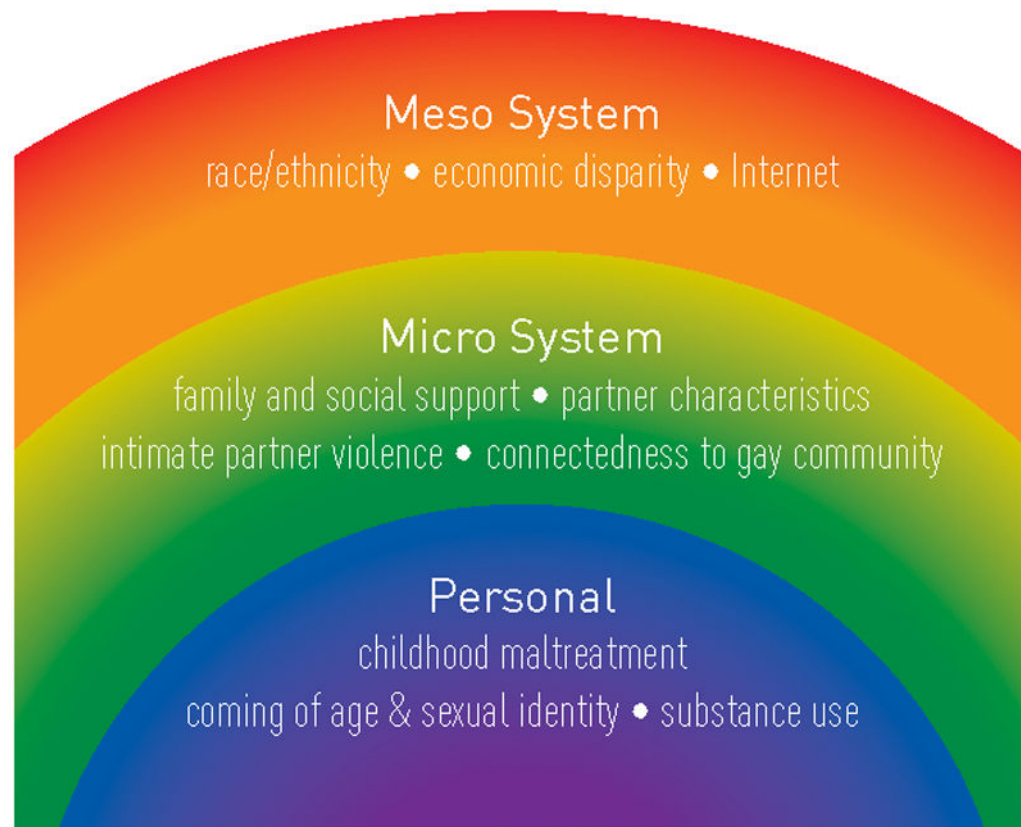 Meso System
race/ethnicity • economic disparity • Internet
Micro System
family and social support • partner characteristics
intimate partner violence • connectedness to gay community
Personal
childhood maltreatment
coming of age & sexual identity • substance use